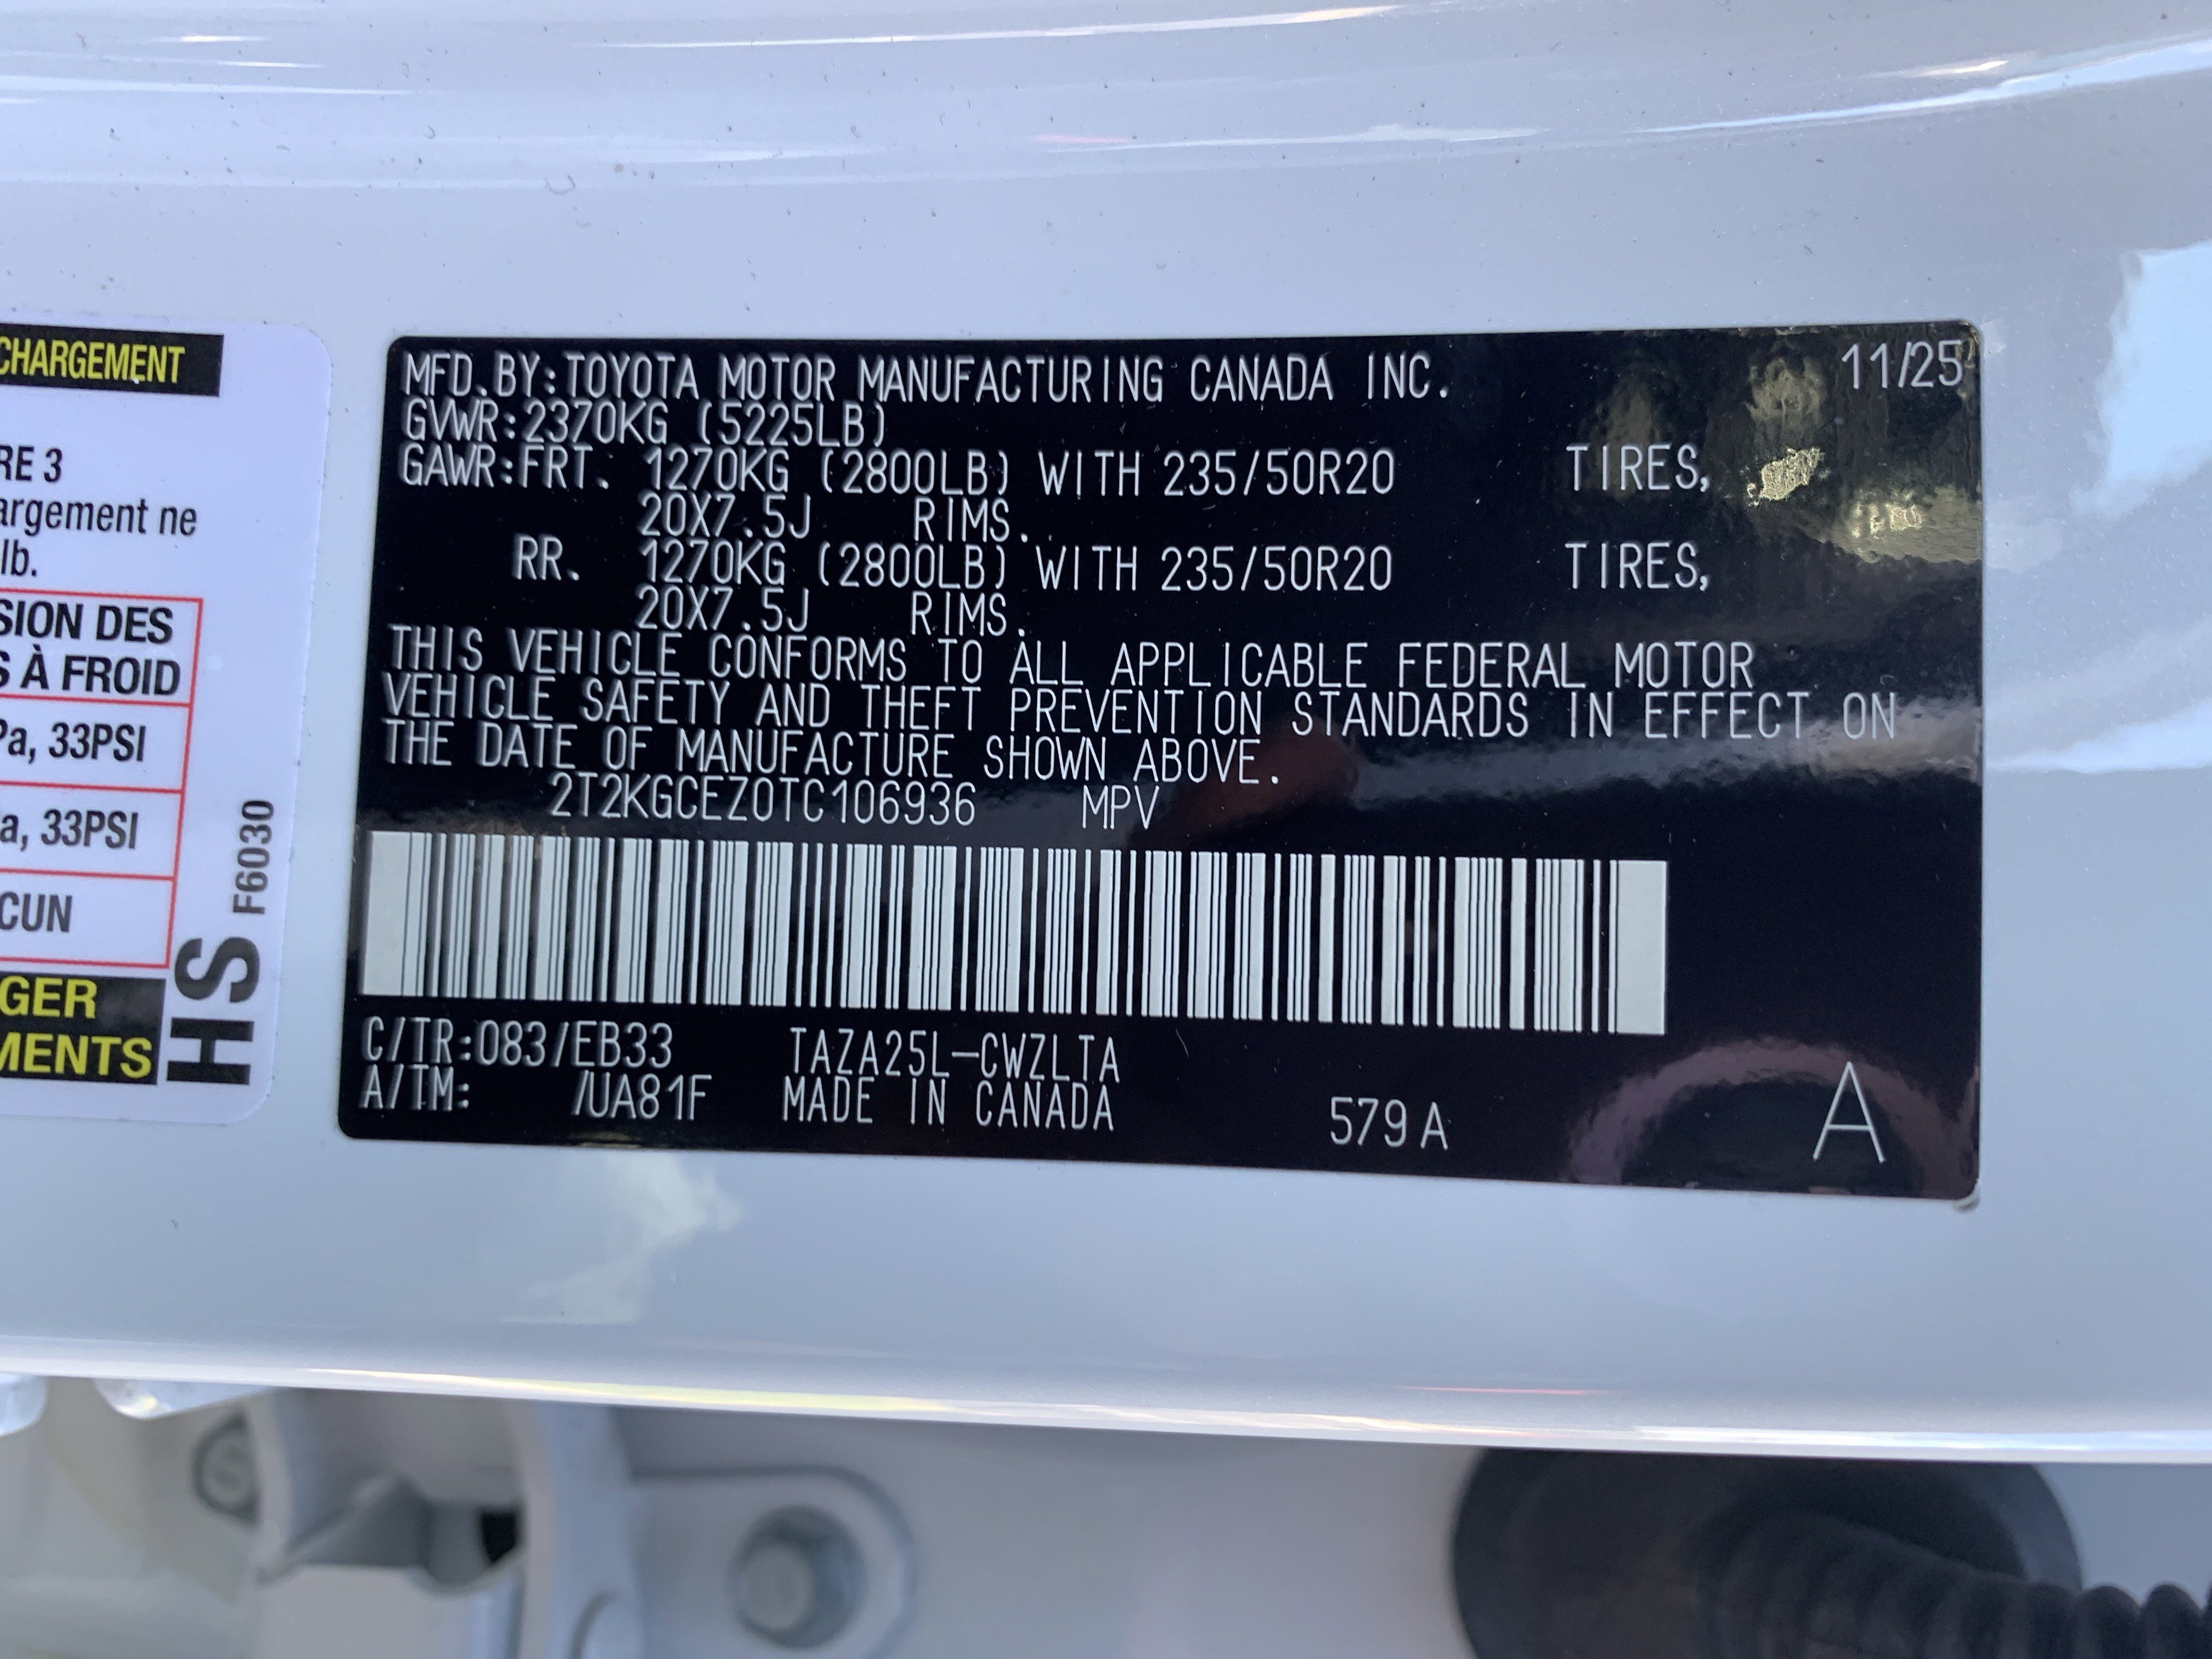 CHARGEMENT
RE 3
argement ne
lb.
SION DES
S À FROID
Pa, 33PSI
a, 33PSI
CUN
GER
MENTS
HS F6030
MFD.BY:TOYOTA MOTOR MANUFACTURING CANADA INC. 11/25
GVWR:2370KG (5225LB)
GAWR:FRT. 1270KG (2800LB) WITH 235/50R20 TIRES,
20X7.5J RIMS.
RR. 1270KG (2800LB) WITH 235/50R20 TIRES,
20X7.5J RIMS.
THIS VEHICLE CONFORMS TO ALL APPLICABLE FEDERAL MOTOR
VEHICLE SAFETY AND THEFT PREVENTION STANDARDS IN EFFECT ON
THE DATE OF MANUFACTURE SHOWN ABOVE.
2T2KGCEZ0TC106936 MPV
C/TR:083/EB33 TAZA25L-CWZLTA
A/TM: /UA81F MADE IN CANADA 579A A